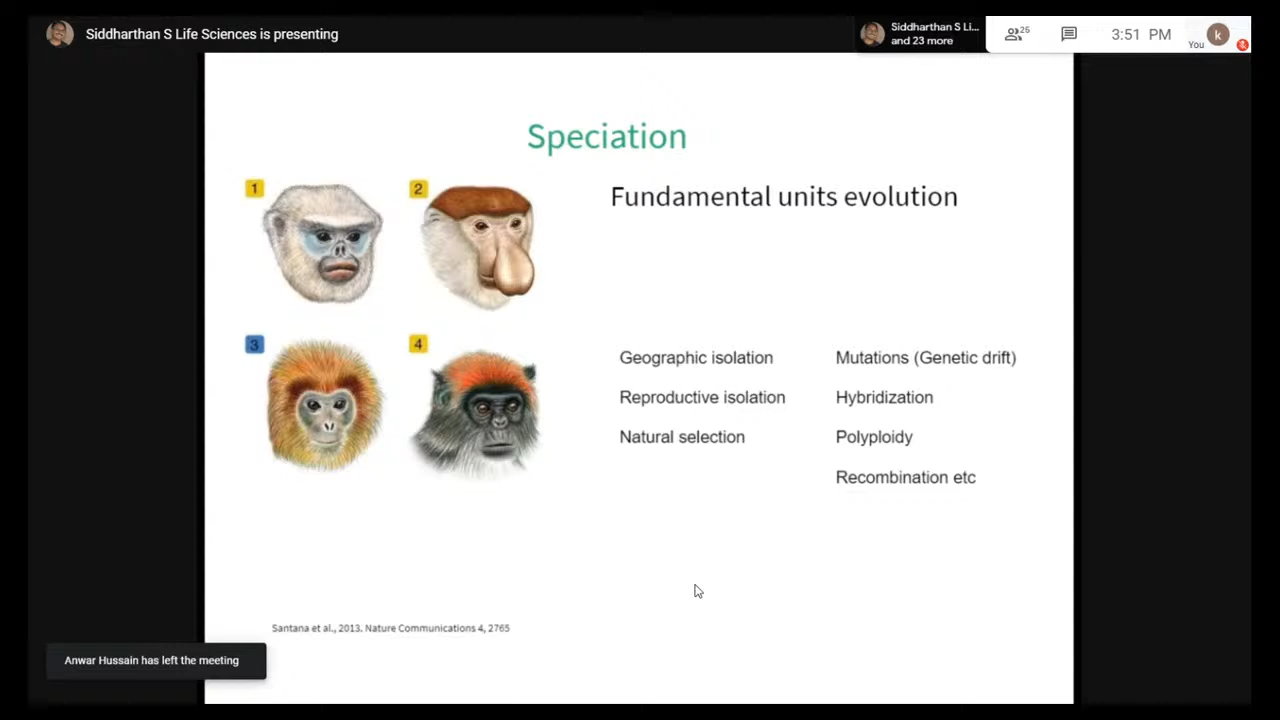 Siddharthan S Life Sciences is presenting
Siddharthan S Li...
and 23 more
25
3:51 PM
You
k
Speciation
1
2
Fundamental units evolution
3
4
Geographic isolation
Mutations (Genetic drift)
Reproductive isolation
Hybridization
Natural selection
Polyploidy
Recombination etc
Santana et al., 2013. Nature Communications 4, 2765
Anwar Hussain has left the meeting